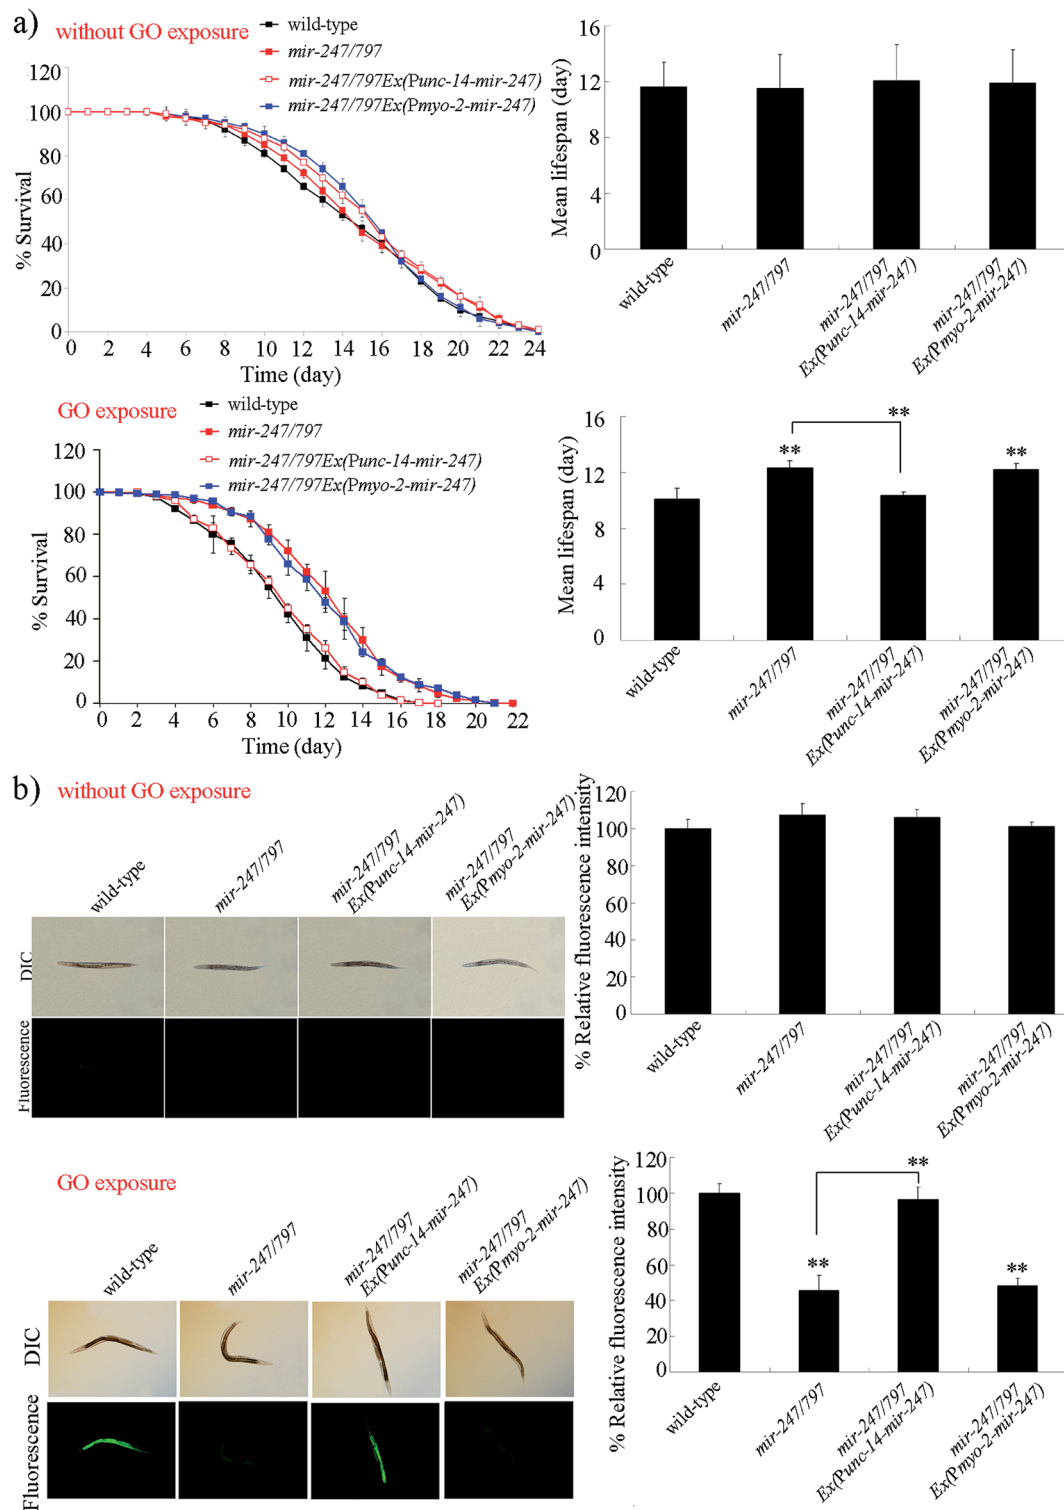 a)
without GO exposure
wild-type
mir-247/797
mir-247/797Ex(Punc-14-mir-247)
mir-247/797Ex(Pmyo-2-mir-247)
120
100
80
60
40
20
0
% Survival
0 2 4 6 8 10 12 14 16 18 20 22 24
Time (day)
16
12
8
4
0
Mean lifespan (day)
wild-type
mir-247/797
mir-247/797
Ex(Punc-14-mir-247)
mir-247/797
Ex(Pmyo-2-mir-247)
GO exposure
wild-type
mir-247/797
mir-247/797Ex(Punc-14-mir-247)
mir-247/797Ex(Pmyo-2-mir-247)
120
100
80
60
40
20
0
% Survival
0 2 4 6 8 10 12 14 16 18 20 22
Time (day)
16
12
8
4
0
Mean lifespan (day)
**
**
**
wild-type
mir-247/797
mir-247/797
Ex(Punc-14-mir-247)
mir-247/797
Ex(Pmyo-2-mir-247)
b)
without GO exposure
wild-type
mir-247/797
mir-247/797
Ex(Punc-14-mir-247)
mir-247/797
Ex(Pmyo-2-mir-247)
DIC
Fluorescence
120
100
80
60
40
20
0
% Relative fluorescence intensity
wild-type
mir-247/797
mir-247/797
Ex(Punc-14-mir-247)
mir-247/797
Ex(Pmyo-2-mir-247)
GO exposure
wild-type
mir-247/797
mir-247/797
Ex(Punc-14-mir-247)
mir-247/797
Ex(Pmyo-2-mir-247)
DIC
Fluorescence
120
100
80
60
40
20
0
% Relative fluorescence intensity
**
**
**
wild-type
mir-247/797
mir-247/797
Ex(Punc-14-mir-247)
mir-247/797
Ex(Pmyo-2-mir-247)